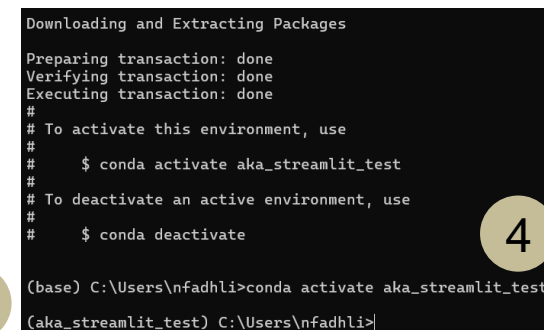 Downloading and Extracting Packages
Preparing transaction: done
Verifying transaction: done
Executing transaction: done
#
# To activate this environment, use
#
#     $ conda activate aka_streamlit_test
#
# To deactivate an active environment, use
#
#     $ conda deactivate
4
(base) C:\Users\nfadhli>conda activate aka_streamlit_test
(aka_streamlit_test) C:\Users\nfadhli>